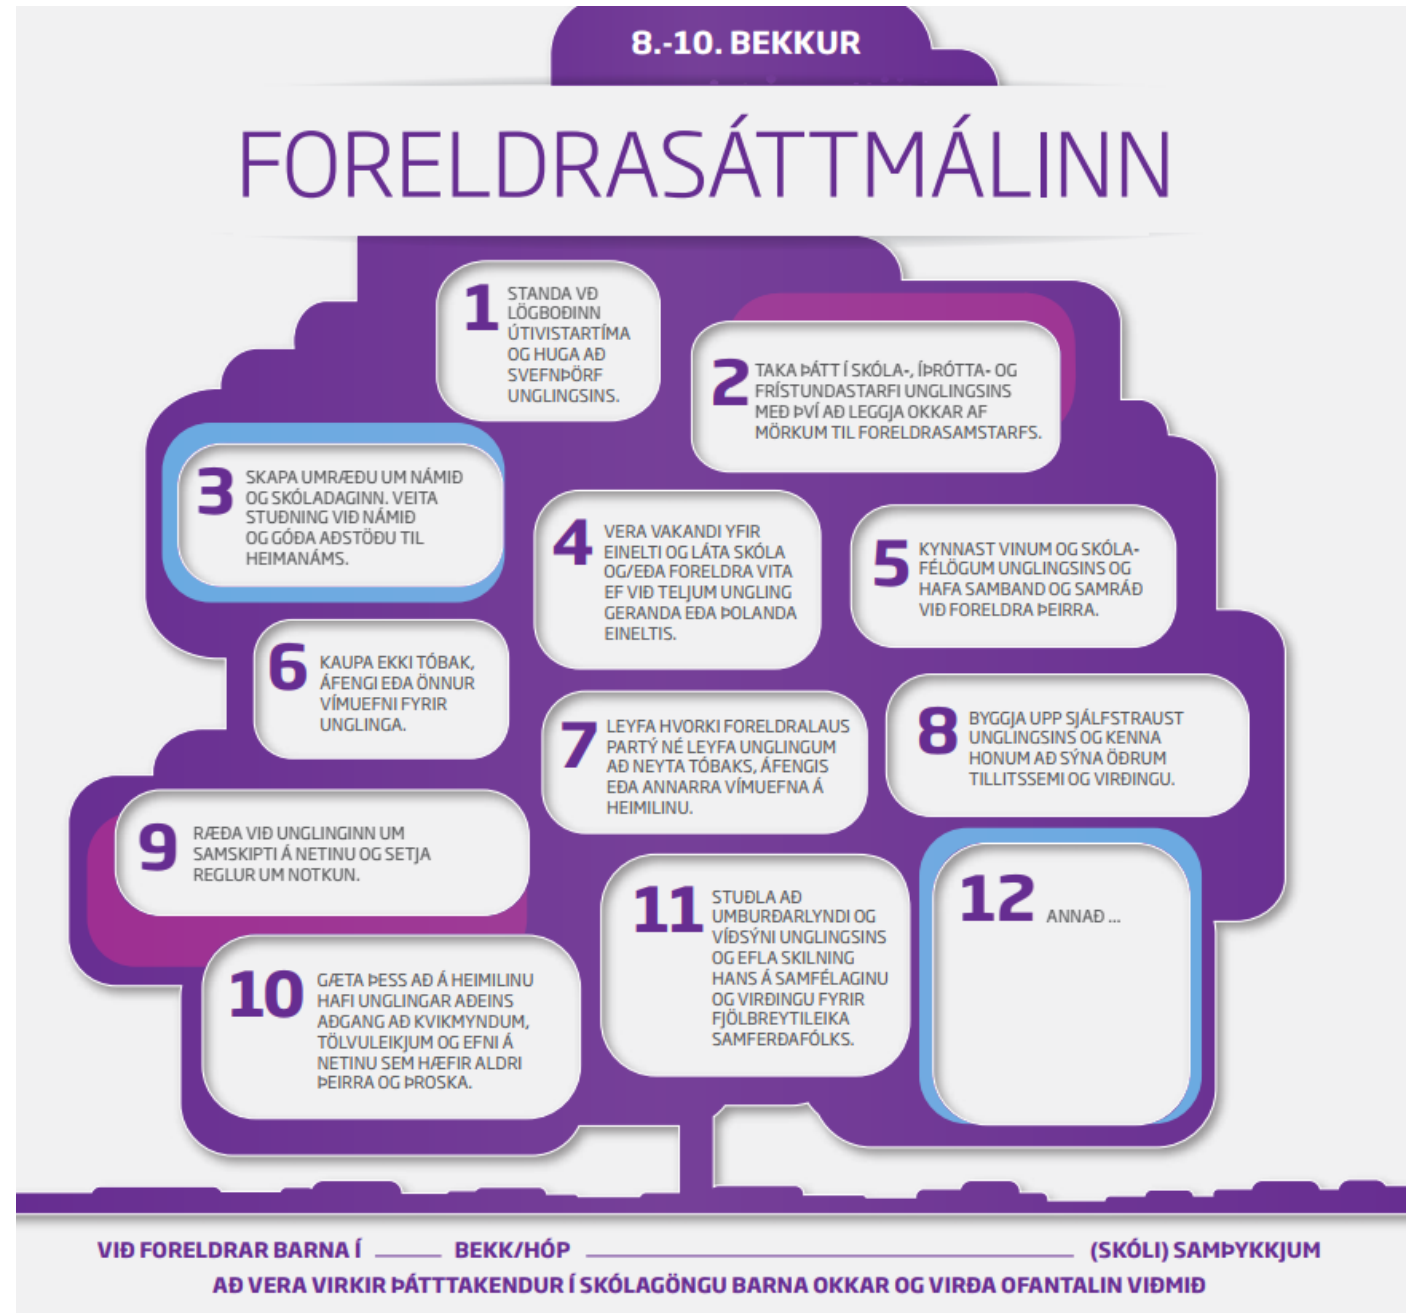 8.-10. BEKKUR
FORELDRASÁTTMÁLINN
1
STANDA VÐ
LÖGBOÐINN
ÚTIVISTARTÍMA
OG HUGA AÐ
SVEFNÞÖRF
UNGLINGSINS.
2
TAKA ÞÁTT Í SKÓLA-, ÍÞRÓTTA- OG
FRÍSTUNDASTARFI UNGLINGSINS
MEÐ ÞVÍ AÐ LEGGJA OKKAR AF
MÖRKUM TIL FORELDRASAMSTARFS.
3
SKAPA UMRÆÐU UM NÁMIÐ
OG SKÓLADAGINN. VEITA
STUÐNING VIÐ NÁMIÐ
OG GÓÐA AÐSTÖÐU TIL
HEIMANÁMS.
4
VERA VAKANDI YFIR
EINELTI OG LÁTA SKÓLA
OG/EÐA FORELDRA VITA
EF VIÐ TELJUM UNGLING
GERANDA EÐA ÞOLANDA
EINELTIS.
5
KYNNAST VINUM OG SKÓLA-
FÉLÖGUM UNGLINGSINS OG
HAFA SAMBAND OG SAMRÁÐ
VIÐ FORELDRA ÞEIRRA.
6
KAUPA EKKI TÓBAK,
ÁFENGI EÐA ÖNNUR
VÍMUEFNI FYRIR
UNGLINGA.
7
LEYFA HVORKI FORELDRALAUS
PARTÝ NÉ LEYFA UNGLINGUM
AÐ NEYTA TÓBAKS, ÁFENGIS
EÐA ANNARRA VÍMUEFNA Á
HEIMILINU.
8
BYGGJA UPP SJÁLFSTRAUST
UNGLINGSINS OG KENNA
HONUM AÐ SÝNA ÖÐRUM
TILLITSSEMI OG VIRÐINGU.
9
RÆÐA VIÐ UNGLINGINN UM
SAMSKIPTI Á NETINU OG SETJA
REGLUR UM NOTKUN.
10
GÆTA ÞESS AÐ Á HEIMILINU
HAFI UNGLINGAR AÐEINS
AÐGANG AÐ KVIKMYNDUM,
TÖLVULEIKJUM OG EFNI Á
NETINU SEM HÆFIR ALDRI
ÞEIRRA OG ÞROSKA.
11
STUÐLA AÐ
UMBURÐARLYNDI OG
VÍÐSÝNI UNGLINGSINS
OG EFLA SKILNING
HANS Á SAMFÉLAGINU
OG VIRÐINGU FYRIR
FJÖLBREYTILEIKA
SAMFERÐAFÓLKS.
12
ANNAÐ ...
VIÐ FORELDRAR BARNA Í ______ BEKK/HÓP ______________________________ (SKÓLI) SAMÞYKKJUM
AÐ VERA VIRKIR ÞÁTTTAKENDUR Í SKÓLAGÖNGU BARNA OKKAR OG VIRÐA OFANTALIN VIÐMIÐ